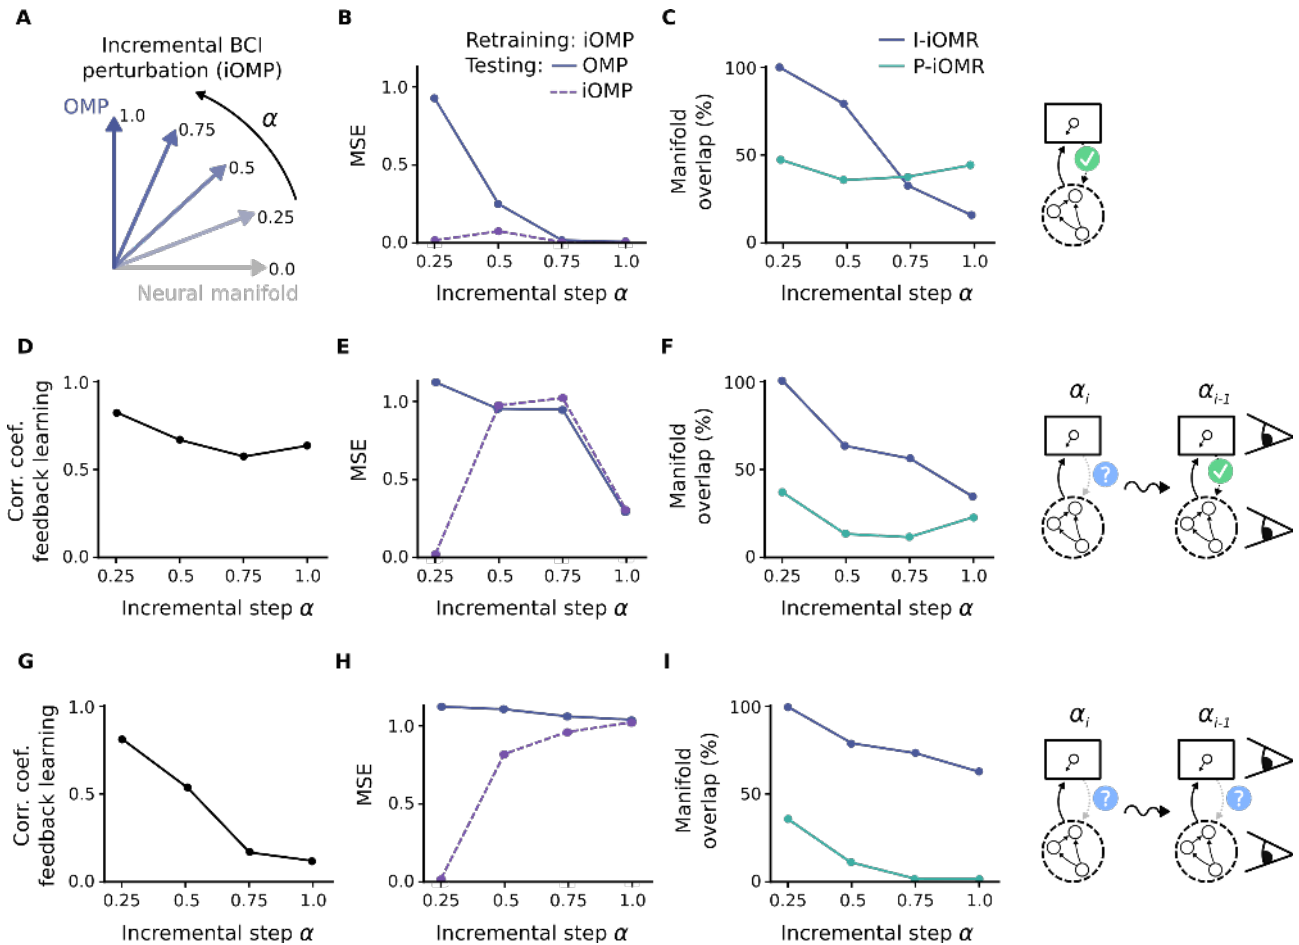 A
Incremental BCI
perturbation (iOMP)
OMP
1.0
0.75
α
0.5
0.25
0.0
Neural manifold
B
Retraining: iOMP
Testing: OMP
iOMP
MSE
1.0
0.5
0.0
0.25 0.5 0.75 1.0
Incremental step α
C
I-iOMR
P-iOMR
Manifold
overlap (%)
100
50
0
0.25 0.5 0.75 1.0
Incremental step α
D
Corr. coef.
feedback learning
1.0
0.5
0.0
0.25 0.5 0.75 1.0
Incremental step α
E
MSE
1.0
0.5
0.0
0.25 0.5 0.75 1.0
Incremental step α
F
Manifold
overlap (%)
100
50
0
0.25 0.5 0.75 1.0
Incremental step α
αi αi-1
?
G
Corr. coef.
feedback learning
1.0
0.5
0.0
0.25 0.5 0.75 1.0
Incremental step α
H
MSE
1.0
0.5
0.0
0.25 0.5 0.75 1.0
Incremental step α
I
Manifold
overlap (%)
100
50
0
0.25 0.5 0.75 1.0
Incremental step α
αi αi-1
? ?